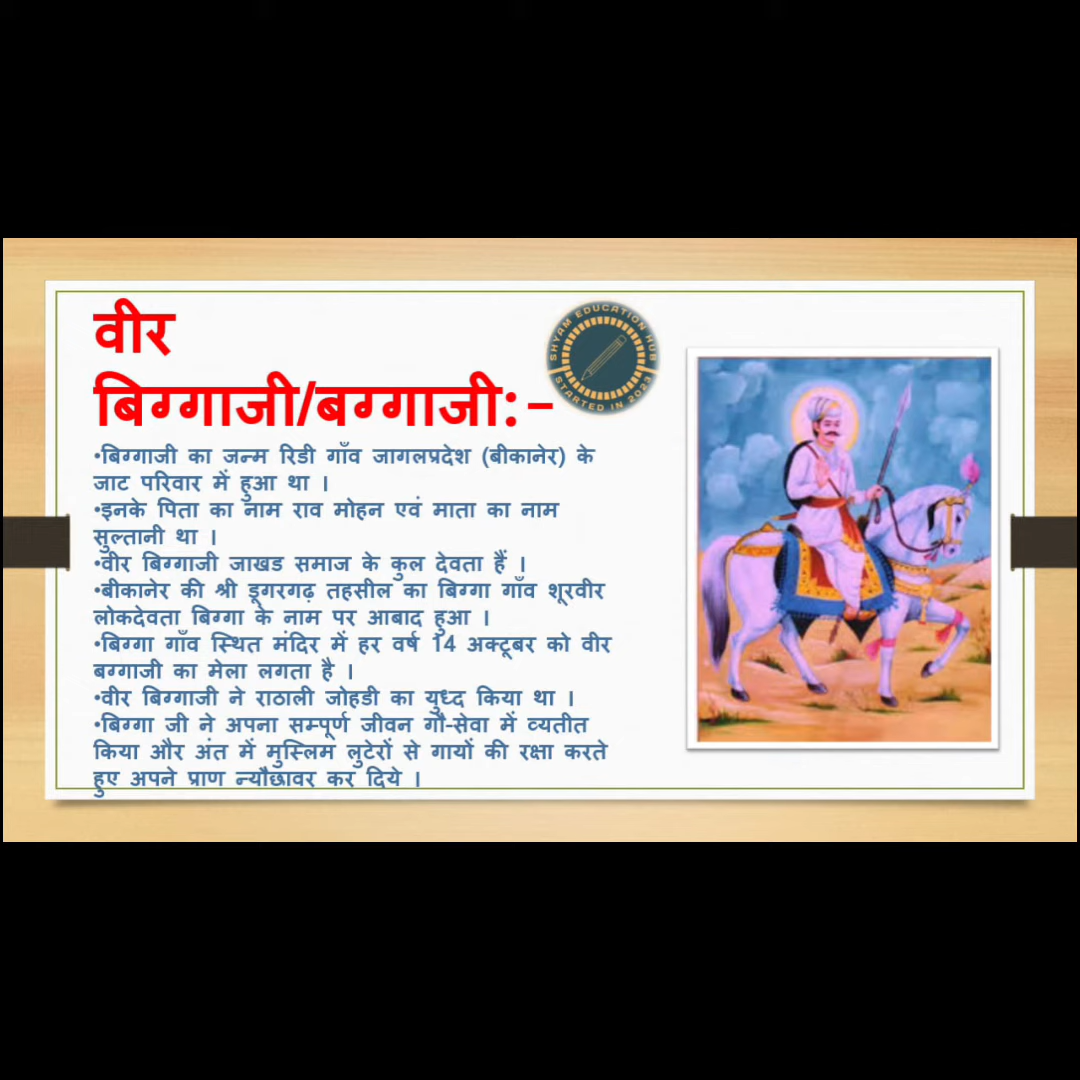 वीर
बिग्गाजी/बग्गाजी:-
•बिग्गाजी का जन्म रिडी गाँव जागलप्रदेश (बीकानेर) के
जाट परिवार में हुआ था ।
•इनके पिता का नाम राव मोहन एवं माता का नाम
सुल्तानी था ।
•वीर बिग्गाजी जाखड समाज के कुल देवता हैं ।
•बीकानेर की श्री डूगरगढ़ तहसील का बिग्गा गाँव शूरवीर
लोकदेवता बिग्गा के नाम पर आबाद हुआ ।
•बिग्गा गाँव स्थित मंदिर में हर वर्ष 14 अक्टूबर को वीर
बग्गाजी का मेला लगता है ।
•वीर बिग्गाजी ने राठाली जोहडी का युध्द किया था ।
•बिग्गा जी ने अपना सम्पूर्ण जीवन गौ-सेवा में व्यतीत
किया और अंत में मुस्लिम लुटेरों से गायों की रक्षा करते
हुए अपने प्राण न्यौछावर कर दिये ।
SHYAM EDUCATION HUB
STARTED IN 2023